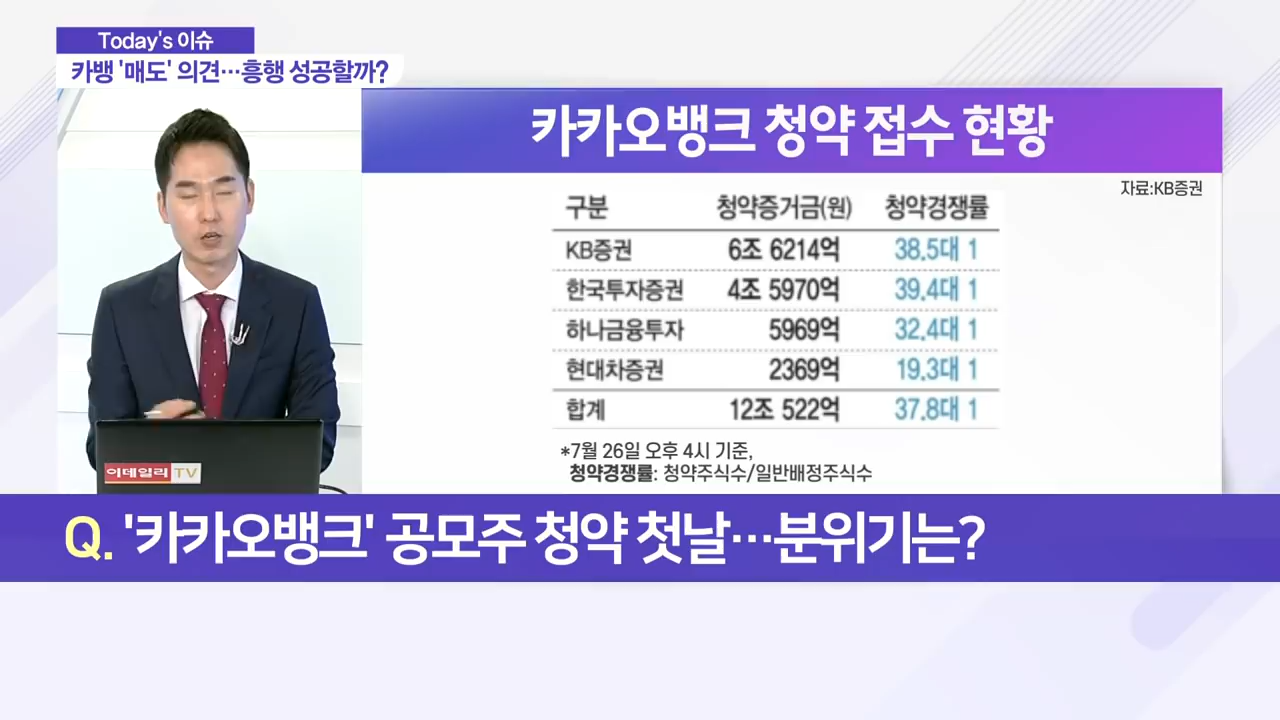 Today's 이슈
카뱅 '매도' 의견…흥행 성공할까?
카카오뱅크 청약 접수 현황
자료:KB증권
구분 청약증거금(원) 청약경쟁률
KB증권 6조 6214억 38.5대 1
한국투자증권 4조 5970억 39.4대 1
하나금융투자 5969억 32.4대 1
현대차증권 2369억 19.3대 1
합계 12조 522억 37.8대 1
*7월 26일 오후 4시 기준,
청약경쟁률: 청약주식수/일반배정주식수
이데일리TV
Q. '카카오뱅크' 공모주 청약 첫날…분위기는?